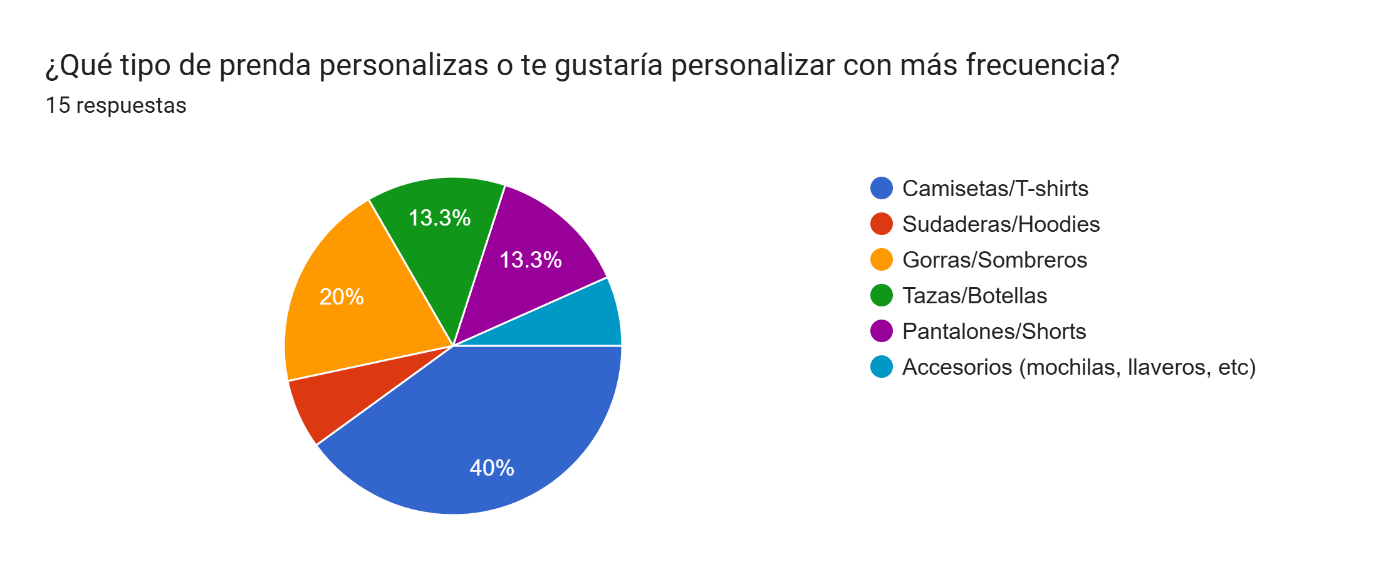 ¿Qué tipo de prenda personalizas o te gustaría personalizar con más frecuencia?
15 respuestas
13.3%
13.3%
20%
40%
Camisetas/T-shirts
Sudaderas/Hoodies
Gorras/Sombreros
Tazas/Botellas
Pantalones/Shorts
Accesorios (mochilas, llaveros, etc)